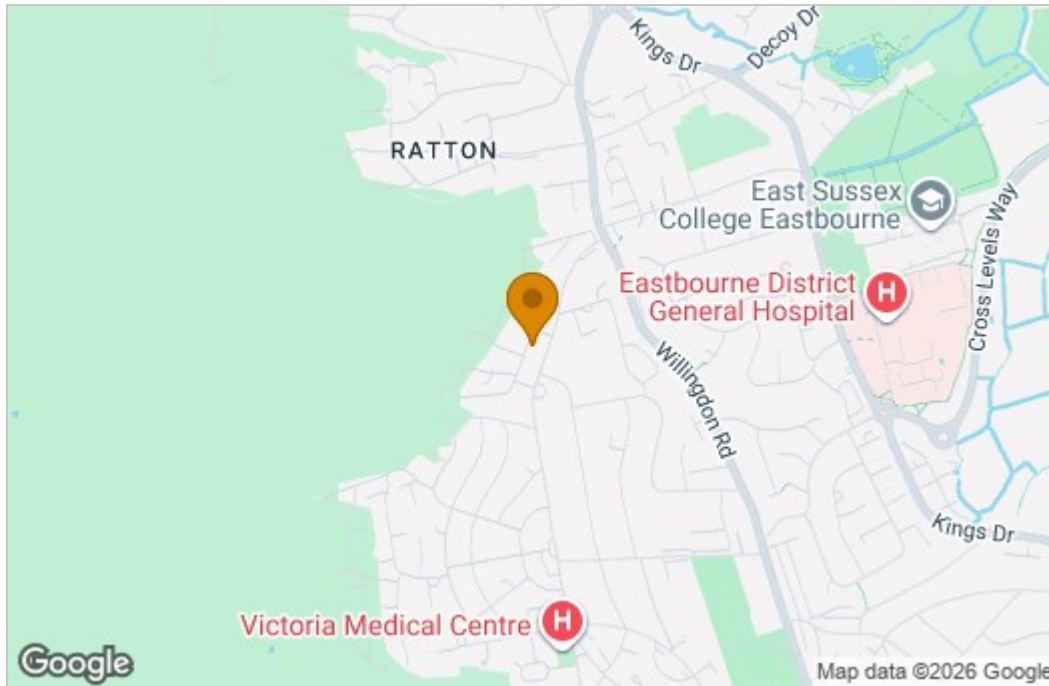 Kings Dr
Decoy Dr
RATTON
East Sussex
College Eastbourne
Cross Levels Way
Eastbourne District
General Hospital
H
Willingdon Rd
Kings Dr
Victoria Medical Centre
H
Google
Map data ©2026 Google